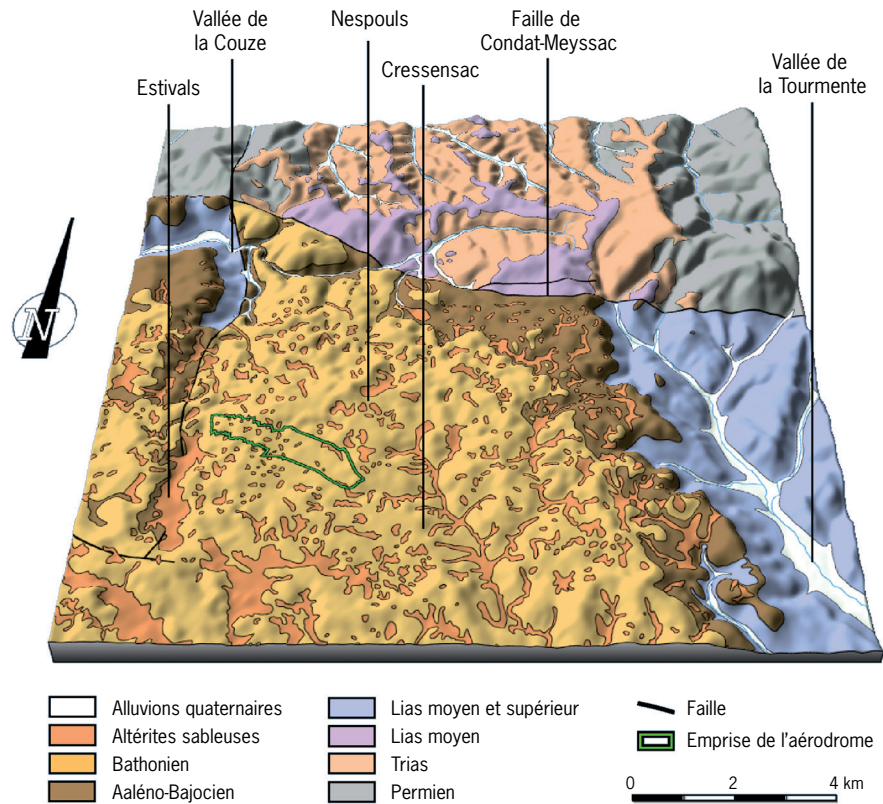 Vallée de
la Couze
Nespouls
Faille de
Condat-Meyssac
Estivals
Cressensac
Vallée de
la Tourmente
N
Alluvions quaternaires
Altérites sableuses
Bathonien
Aaléno-Bajocien
Lias moyen et supérieur
Lias moyen
Trias
Permien
Faille
Emprise de l'aérodrome
0 2 4 km